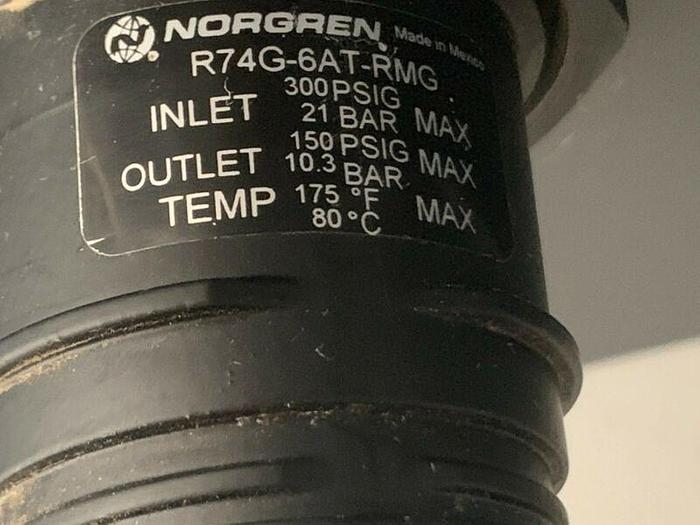 NORGREN. Made in Mexico
R74G-6AT-RMG
INLET 300 PSIG 21 BAR MAX
OUTLET 150 PSIG 10.3 BAR MAX
TEMP 175 °F 80 °C MAX